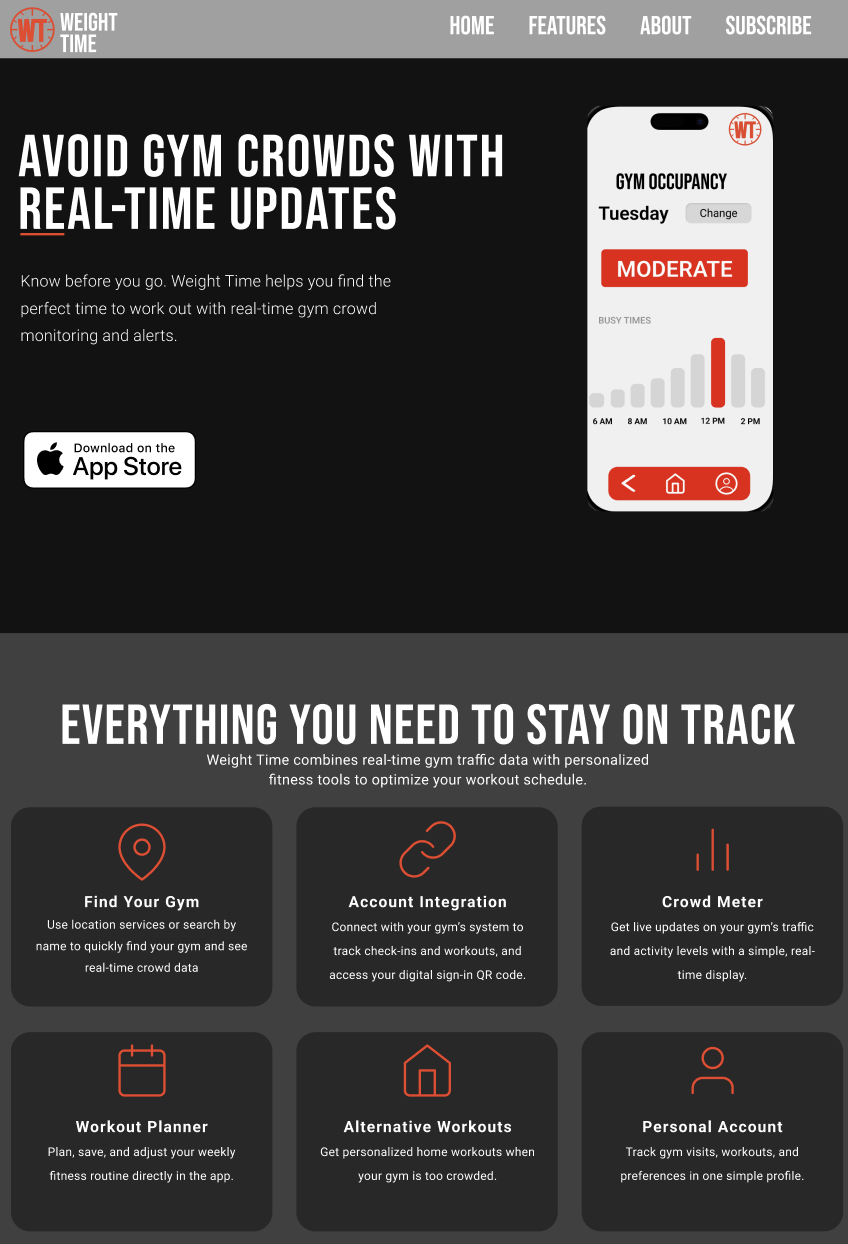 WT WEIGHT
TIME
HOME FEATURES ABOUT SUBSCRIBE
AVOID GYM CROWDS WITH
REAL-TIME UPDATES
Know before you go. Weight Time helps you find the
perfect time to work out with real-time gym crowd
monitoring and alerts.
Download on the
App Store
WT
GYM OCCUPANCY
Tuesday Change
MODERATE
BUSY TIMES
6 AM 8 AM 10 AM 12 PM 2 PM
EVERYTHING YOU NEED TO STAY ON TRACK
Weight Time combines real-time gym traffic data with personalized
fitness tools to optimize your workout schedule.
Find Your Gym
Use location services or search by
name to quickly find your gym and see
real-time crowd data
Account Integration
Connect with your gym's system to
track check-ins and workouts, and
access your digital sign-in QR code.
Crowd Meter
Get live updates on your gym's traffic
and activity levels with a simple, real-
time display.
Workout Planner
Plan, save, and adjust your weekly
fitness routine directly in the app.
Alternative Workouts
Get personalized home workouts when
your gym is too crowded.
Personal Account
Track gym visits, workouts, and
preferences in one simple profile.